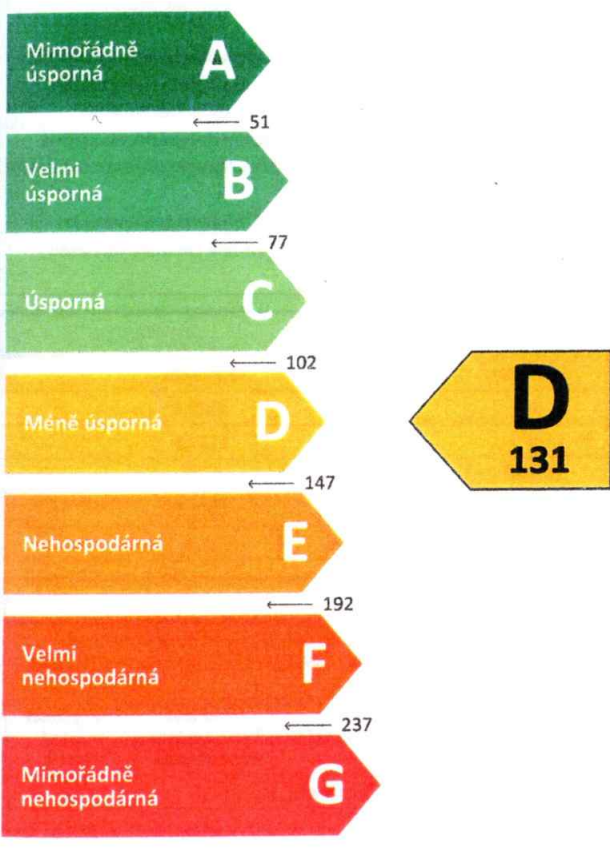 Mimořádně
úsporná
A
← 51
Velmi
úsporná
B
← 77
Úsporná
C
← 102
Méně úsporná
D
← 147
D
131
Nehospodárná
E
← 192
Velmi
nehospodárná
F
← 237
Mimořádně
nehospodárná
G